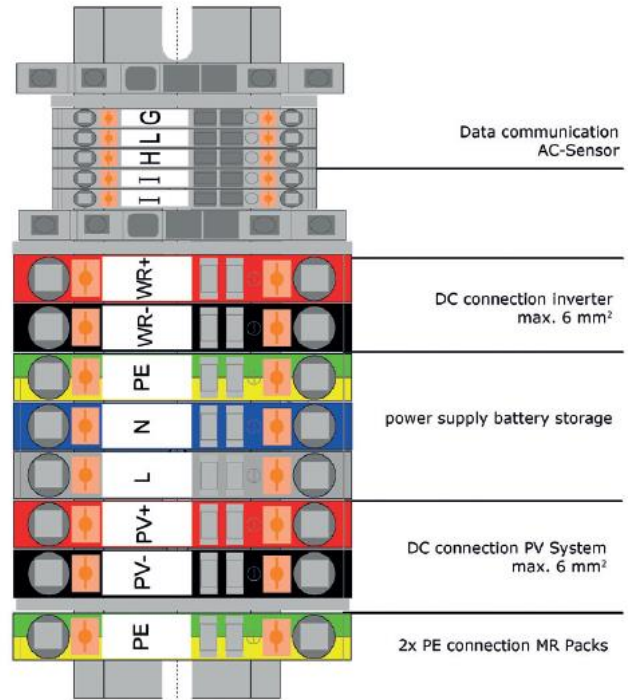 G
L
H
I
I
Data communication
AC-Sensor
WR+
WR-
DC connection inverter
max. 6 mm²
PE
N
L
power supply battery storage
PV+
PV-
DC connection PV System
max. 6 mm²
PE
2x PE connection MR Packs